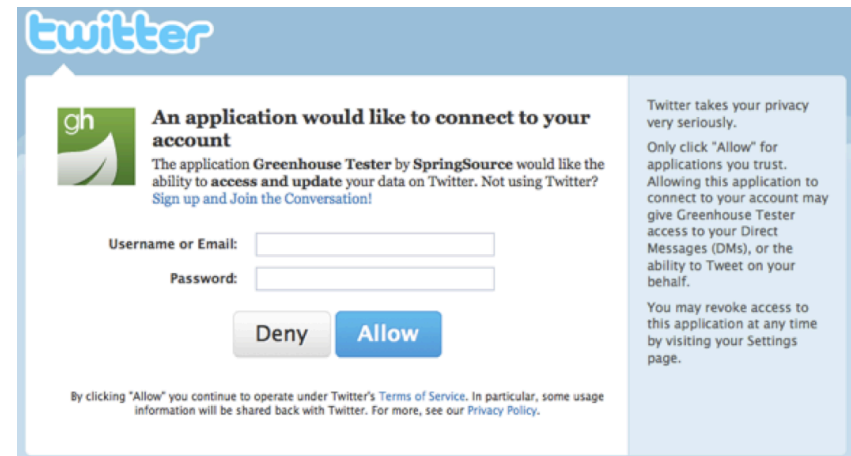 twitter
gh
An application would like to connect to your
account
The application Greenhouse Tester by SpringSource would like the
ability to access and update your data on Twitter. Not using Twitter?
Sign up and Join the Conversation!
Username or Email:
Password:
Deny
Allow
By clicking "Allow" you continue to operate under Twitter's Terms of Service. In particular, some usage
information will be shared back with Twitter. For more, see our Privacy Policy.
Twitter takes your privacy
very seriously.
Only click "Allow" for
applications you trust.
Allowing this application to
connect to your account may
give Greenhouse Tester
access to your Direct
Messages (DMs), or the
ability to Tweet on your
behalf.
You may revoke access to
this application at any time
by visiting your Settings
page.